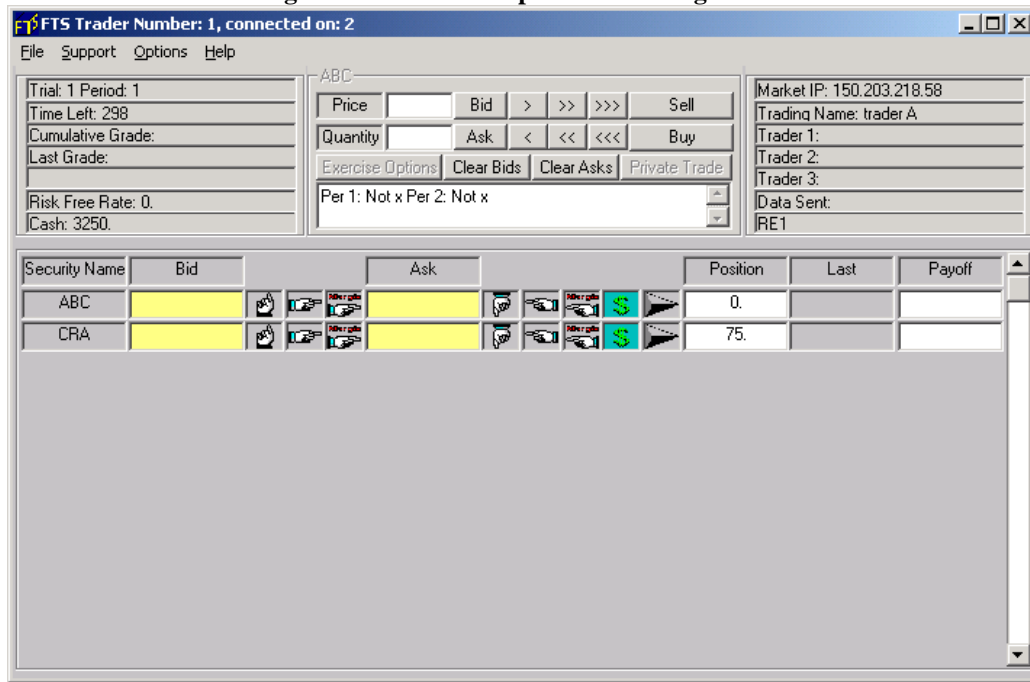 FTS Trader Number: 1, connected on: 2
File Support Options Help
Trial: 1 Period: 1
Time Left: 298
Cumulative Grade:
Last Grade:
Risk Free Rate: 0.
Cash: 3250.
ABC
Price Bid > >> >>> Sell
Quantity Ask < << <<< Buy
Exercise Options Clear Bids Clear Asks Private Trade
Per 1: Not x Per 2: Not x
Market IP: 150.203.218.58
Trading Name: trader A
Trader 1:
Trader 2:
Trader 3:
Data Sent:
RE1
Security Name Bid Ask Position Last Payoff
ABC Margin Margin $ 0.
CRA Margin Margin $ 75.